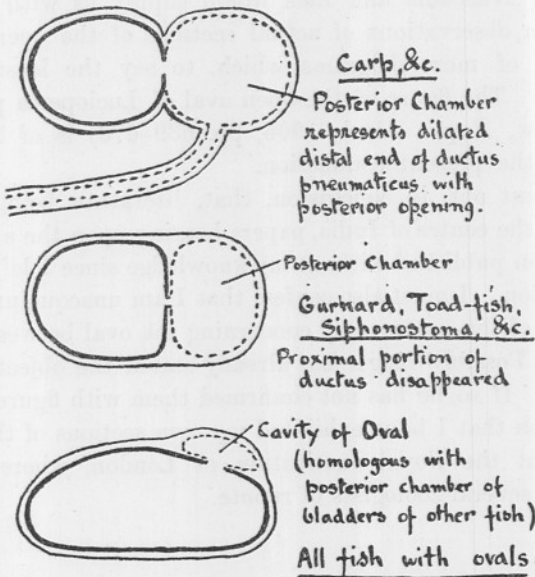 Carp, &c.
Posterior Chamber
represents dilated
distal end of ductus
pneumaticus with
posterior opening.
Posterior Chamber
Gurnard, Toad-fish,
Siphonostoma, &c.
Proximal portion of
ductus disappeared
Cavity of Oval
(homologous with
posterior chamber of
bladders of other fish)
All fish with ovals